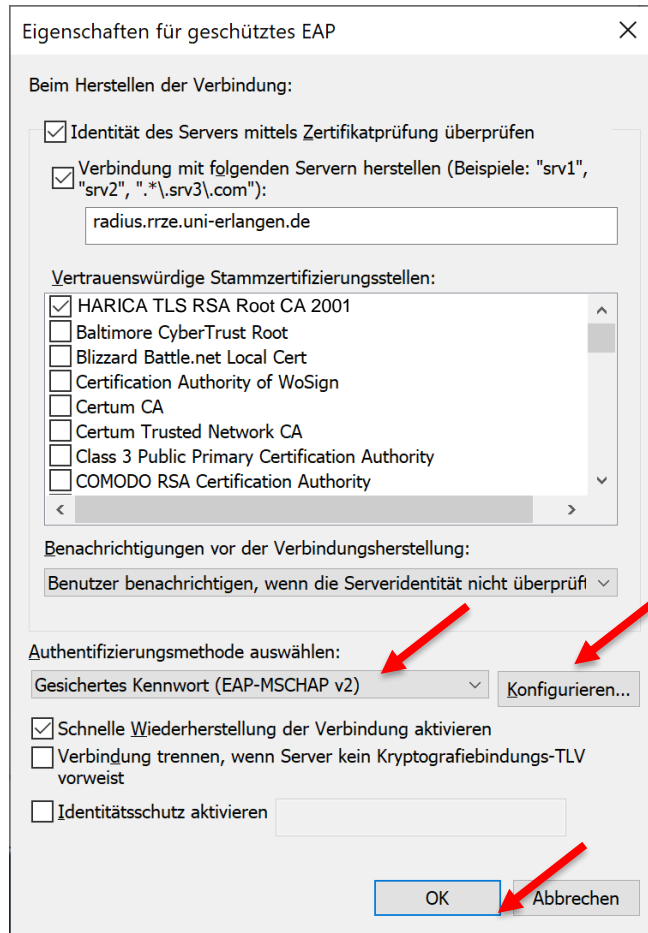 Eigenschaften für geschütztes EAP
Beim Herstellen der Verbindung:
Identität des Servers mittels Zertifikatprüfung überprüfen
Verbindung mit folgenden Servern herstellen (Beispiele: "srv1",
"srv2", ".*\.srv3\.com"):
radius.rrze.uni-erlangen.de
Vertrauenswürdige Stammzertifizierungsstellen:
HARICA TLS RSA Root CA 2001
Baltimore CyberTrust Root
Blizzard Battle.net Local Cert
Certification Authority of WoSign
Certum CA
Certum Trusted Network CA
Class 3 Public Primary Certification Authority
COMODO RSA Certification Authority
Benachrichtigungen vor der Verbindungsherstellung:
Benutzer benachrichtigen, wenn die Serveridentität nicht überprüft
Authentifizierungsmethode auswählen:
Gesichertes Kennwort (EAP-MSCHAP v2)
Konfigurieren...
Schnelle Wiederherstellung der Verbindung aktivieren
Verbindung trennen, wenn Server kein Kryptografiebindungs-TLV
vorweist
Identitätsschutz aktivieren
OK
Abbrechen